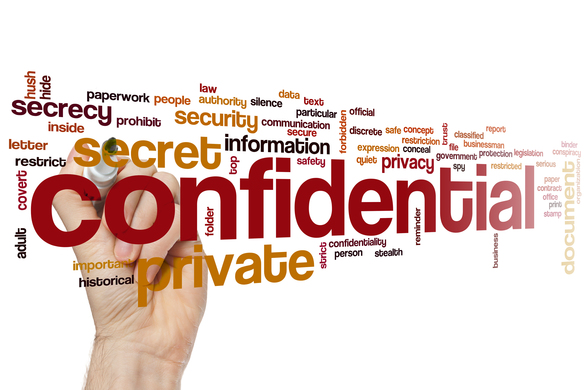 hush
hide
paperwork
people
law
authority
silence
data
text
secrecy
prohibit
security
particular
official
communication
inside
secure
forbidden
discrete
safe
concept
trust
classified
report
letter
secret
information
restriction
businessman
expression
conceal
file
protection
legislation
binder
conspiracy
restrict
top
safety
quiet
privacy
government
spy
restricted
serious
organization
covert
confidential
paper
contract
office
print
stamp
document
folder
reminder
adult
strict
confidentiality
person
stealth
business
important
private
historical